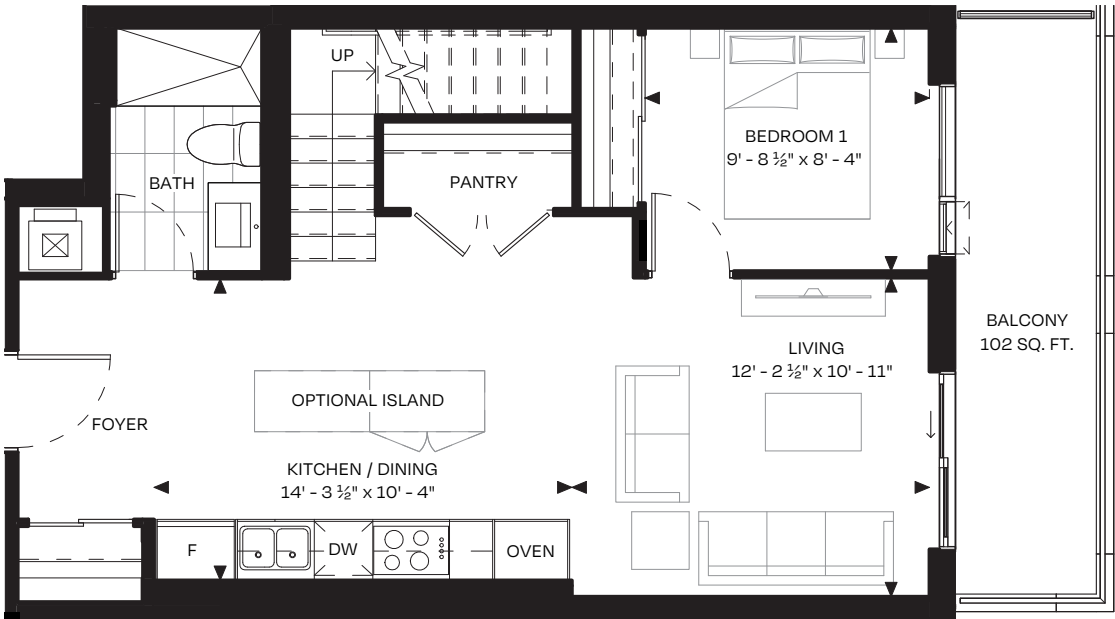 UP
BEDROOM 1
9' - 8 ½" x 8' - 4"
BATH
PANTRY
BALCONY
102 SQ. FT.
LIVING
12' - 2 ½" x 10' - 11"
OPTIONAL ISLAND
FOYER
KITCHEN / DINING
14' - 3 ½" x 10' - 4"
F
DW
OVEN